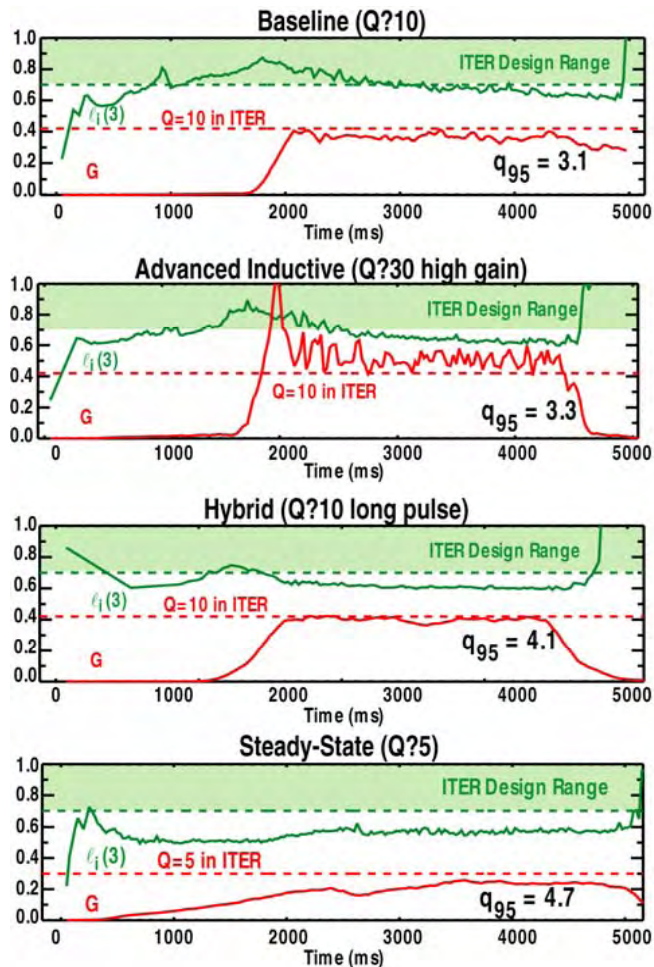 Baseline (Q?10)
1.0
0.8
0.6
0.4
0.2
0.0
ITER Design Range
ℓi(3)
Q=10 in ITER
G
q95 = 3.1
0 1000 2000 3000 4000 5000
Time (ms)
Advanced Inductive (Q?30 high gain)
1.0
0.8
0.6
0.4
0.2
0.0
ITER Design Range
ℓi(3)
Q=10 in ITER
G
q95 = 3.3
0 1000 2000 3000 4000 5000
Time (ms)
Hybrid (Q?10 long pulse)
1.0
0.8
0.6
0.4
0.2
0.0
ITER Design Range
ℓi(3)
Q=10 in ITER
G
q95 = 4.1
0 1000 2000 3000 4000 5000
Time (ms)
Steady-State (Q?5)
1.0
0.8
0.6
0.4
0.2
0.0
ITER Design Range
ℓi(3)
Q=5 in ITER
G
q95 = 4.7
0 1000 2000 3000 4000 5000
Time (ms)